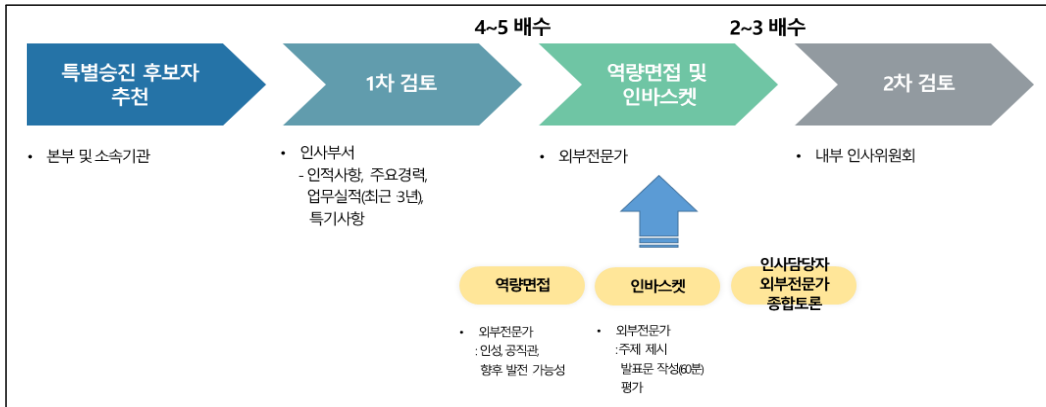 4~5 배수
2~3 배수
특별승진 후보자
추천
1차 검토
역량면접 및
인바스켓
2차 검토
• 본부 및 소속기관
• 인사부서
- 인적사항, 주요경력,
업무실적(최근 3년),
특기사항
• 외부전문가
• 내부 인사위원회
역량면접
인바스켓
인사담당자
외부전문가
종합토론
• 외부전문가
: 인성, 공직관,
향후 발전 가능성
• 외부전문가
: 주제 제시
발표문 작성(60분)
평가